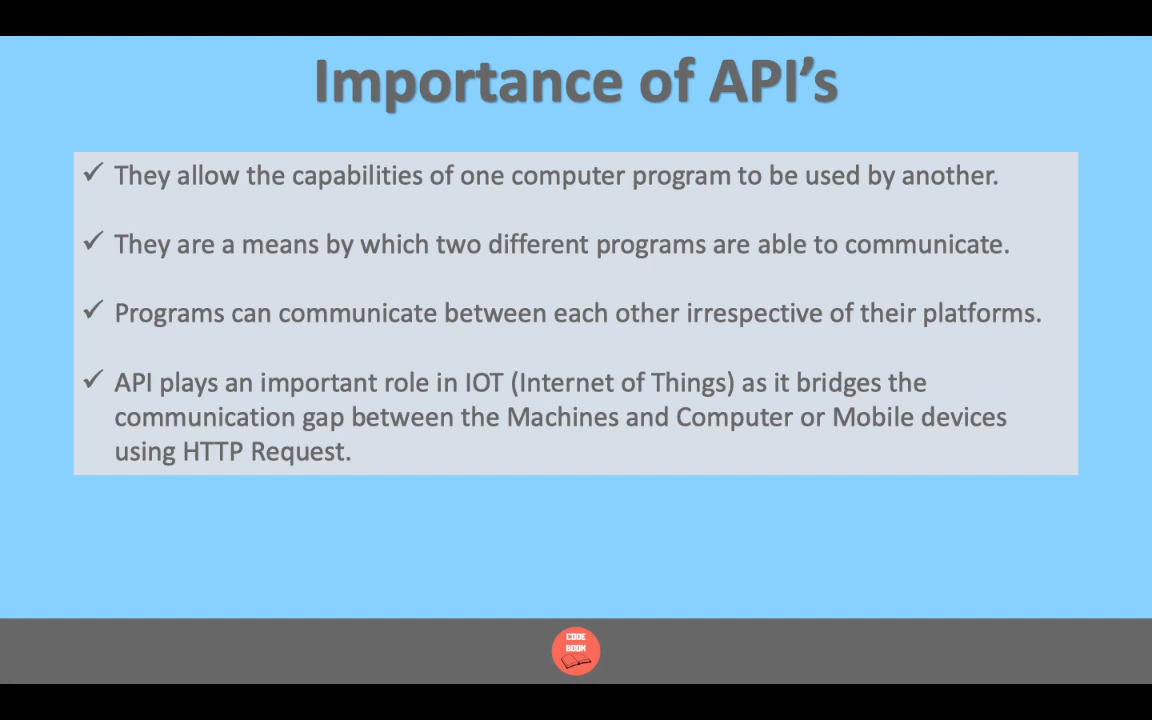 Importance of API's
✓ They allow the capabilities of one computer program to be used by another.
✓ They are a means by which two different programs are able to communicate.
✓ Programs can communicate between each other irrespective of their platforms.
✓ API plays an important role in IOT (Internet of Things) as it bridges the
communication gap between the Machines and Computer or Mobile devices
using HTTP Request.
CODE
BOOK